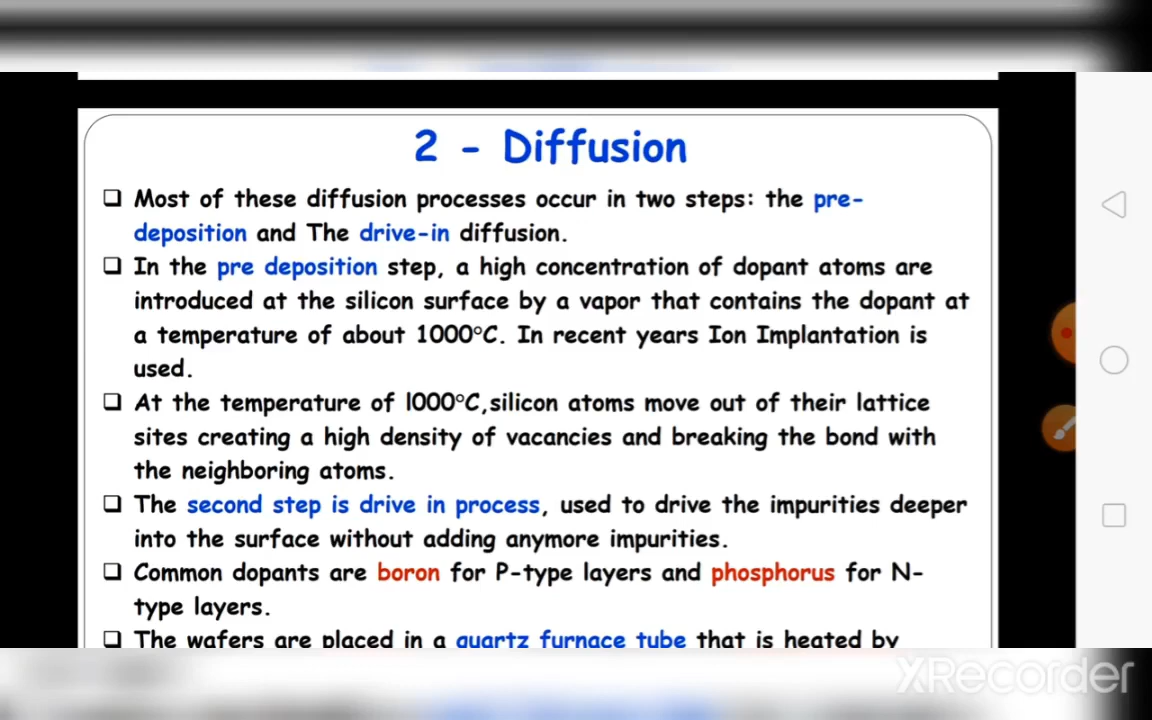 2 - Diffusion
❑ Most of these diffusion processes occur in two steps: the pre-
deposition and The drive-in diffusion.
❑ In the pre deposition step, a high concentration of dopant atoms are
introduced at the silicon surface by a vapor that contains the dopant at
a temperature of about 1000°C. In recent years Ion Implantation is
used.
❑ At the temperature of l000°C,silicon atoms move out of their lattice
sites creating a high density of vacancies and breaking the bond with
the neighboring atoms.
❑ The second step is drive in process, used to drive the impurities deeper
into the surface without adding anymore impurities.
❑ Common dopants are boron for P-type layers and phosphorus for N-
type layers.
❑ The wafers are placed in a quartz furnace tube that is heated by
XRecorder